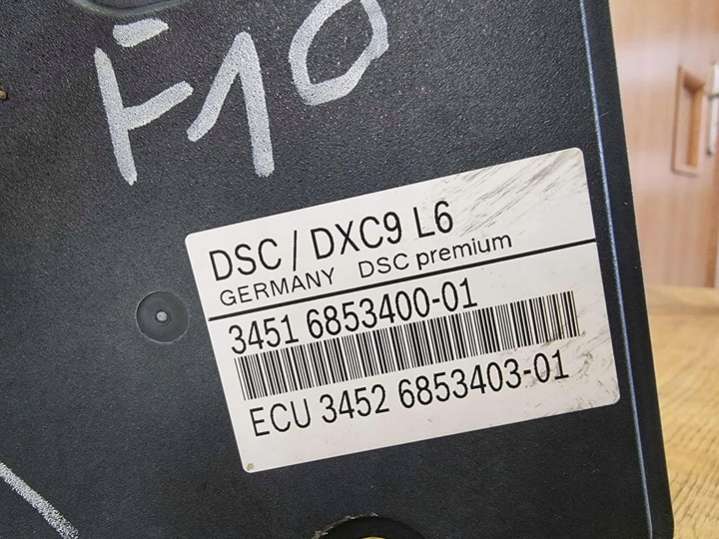 F10
DSC / DXC9 L6
GERMANY DSC premium
3451 6853400-01
ECU 3452 6853403-01